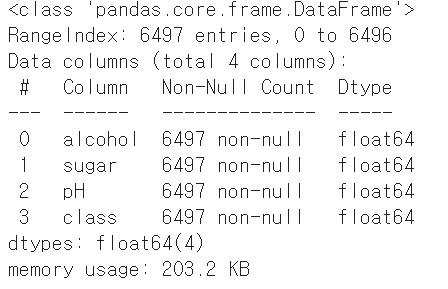 <class 'pandas.core.frame.DataFrame'>
RangeIndex: 6497 entries, 0 to 6496
Data columns (total 4 columns):
 #   Column   Non-Null Count  Dtype
---  ------   --------------  -----
 0   alcohol  6497 non-null   float64
 1   sugar    6497 non-null   float64
 2   pH       6497 non-null   float64
 3   class    6497 non-null   float64
dtypes: float64(4)
memory usage: 203.2 KB